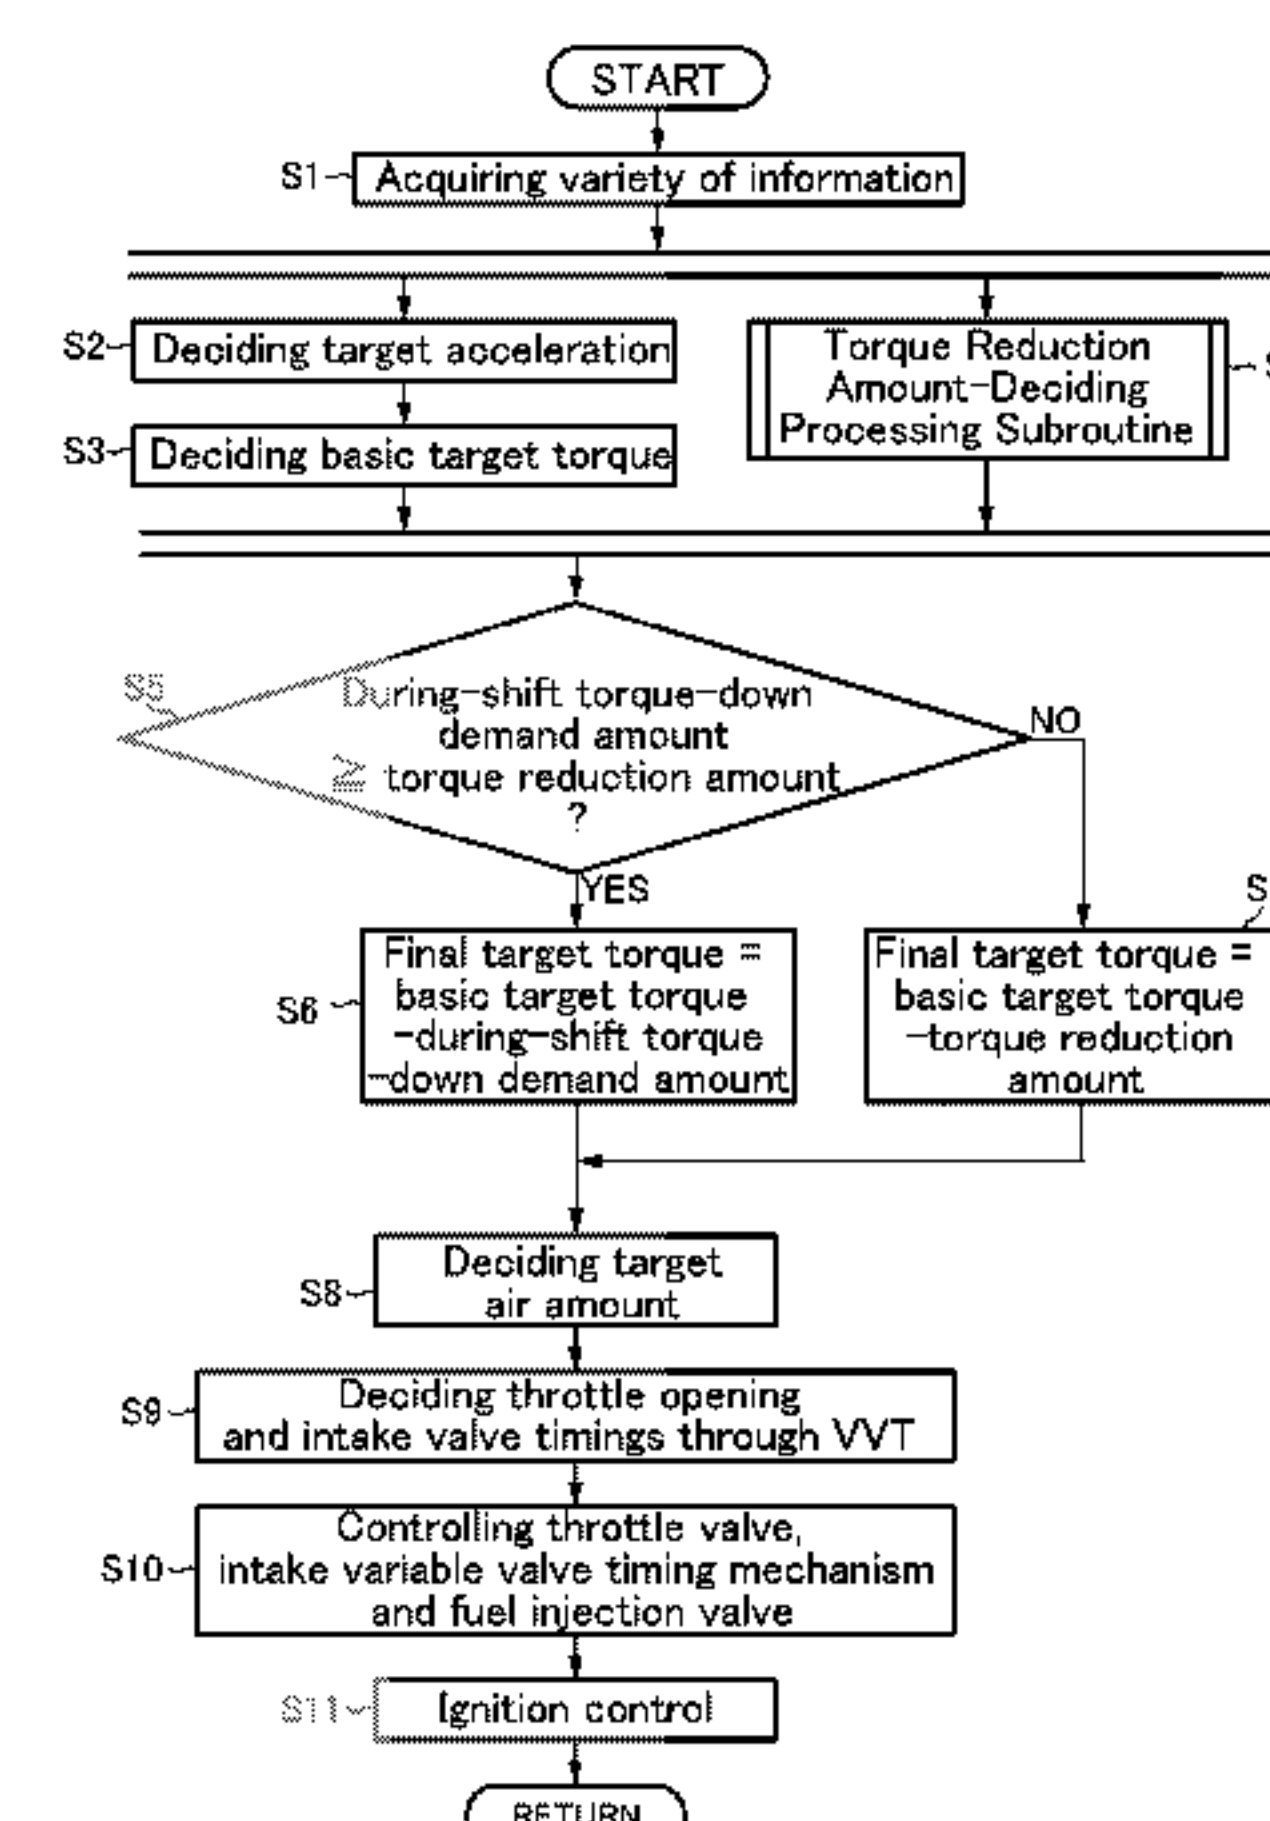 START
S1
Acquiring variety of information
S2
Deciding target acceleration
S3
Deciding basic target torque
Torque Reduction
Amount-Deciding
Processing Subroutine
S5
During-shift torque-down
demand amount
≧ torque reduction amount
?
NO
YES
S6
Final target torque =
basic target torque
-during-shift torque
-down demand amount
S
Final target torque =
basic target torque
-torque reduction
amount
S8
Deciding target
air amount
S9
Deciding throttle opening
and intake valve timings through VVT
S10
Controlling throttle valve,
intake variable valve timing mechanism
and fuel injection valve
S11
Ignition control
RETURN